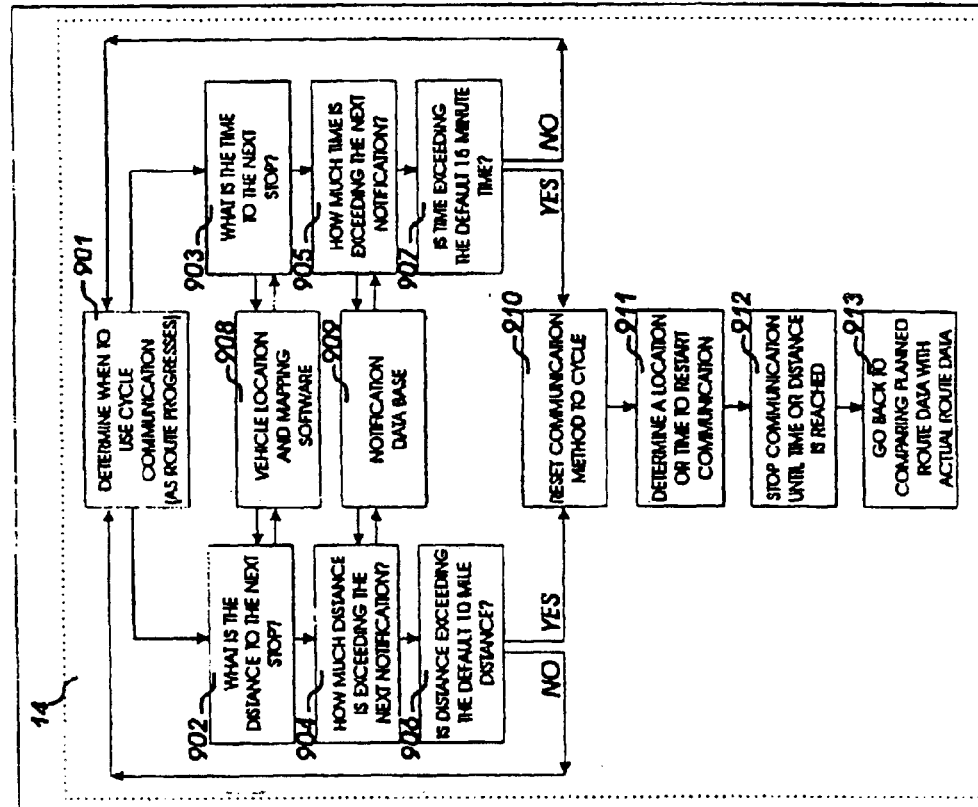 14
901
DETERMINE WHEN TO
USE CYCLE
COMMUNICATION
[AS ROUTE PROGRESSES]
902
WHAT IS THE
DISTANCE TO THE NEXT
STOP?
908
VEHICLE LOCATION
AND MAPPING
SOFTWARE
903
WHAT IS THE TIME
TO THE NEXT
STOP?
904
HOW MUCH DISTANCE
IS EXCEEDING THE
NEXT NOTIFICATION?
909
NOTIFICATION
DATA BASE
905
HOW MUCH TIME IS
EXCEEDING THE NEXT
NOTIFICATION?
906
IS DISTANCE EXCEEDING
THE DEFAULT 10 MILE
DISTANCE?
907
IS TIME EXCEEDING
THE DEFAULT 15 MINUTE
TIME?
NO
YES
YES
NO
910
RESET COMMUNICATION
METHOD TO CYCLE
911
DETERMINE A LOCATION
OR TIME TO RESTART
COMMUNICATION
912
STOP COMMUNICATION
UNTIL TIME OR DISTANCE
IS REACHED
913
GO BACK TO
COMPARING PLANNED
ROUTE DATA WITH
ACTUAL ROUTE DATA